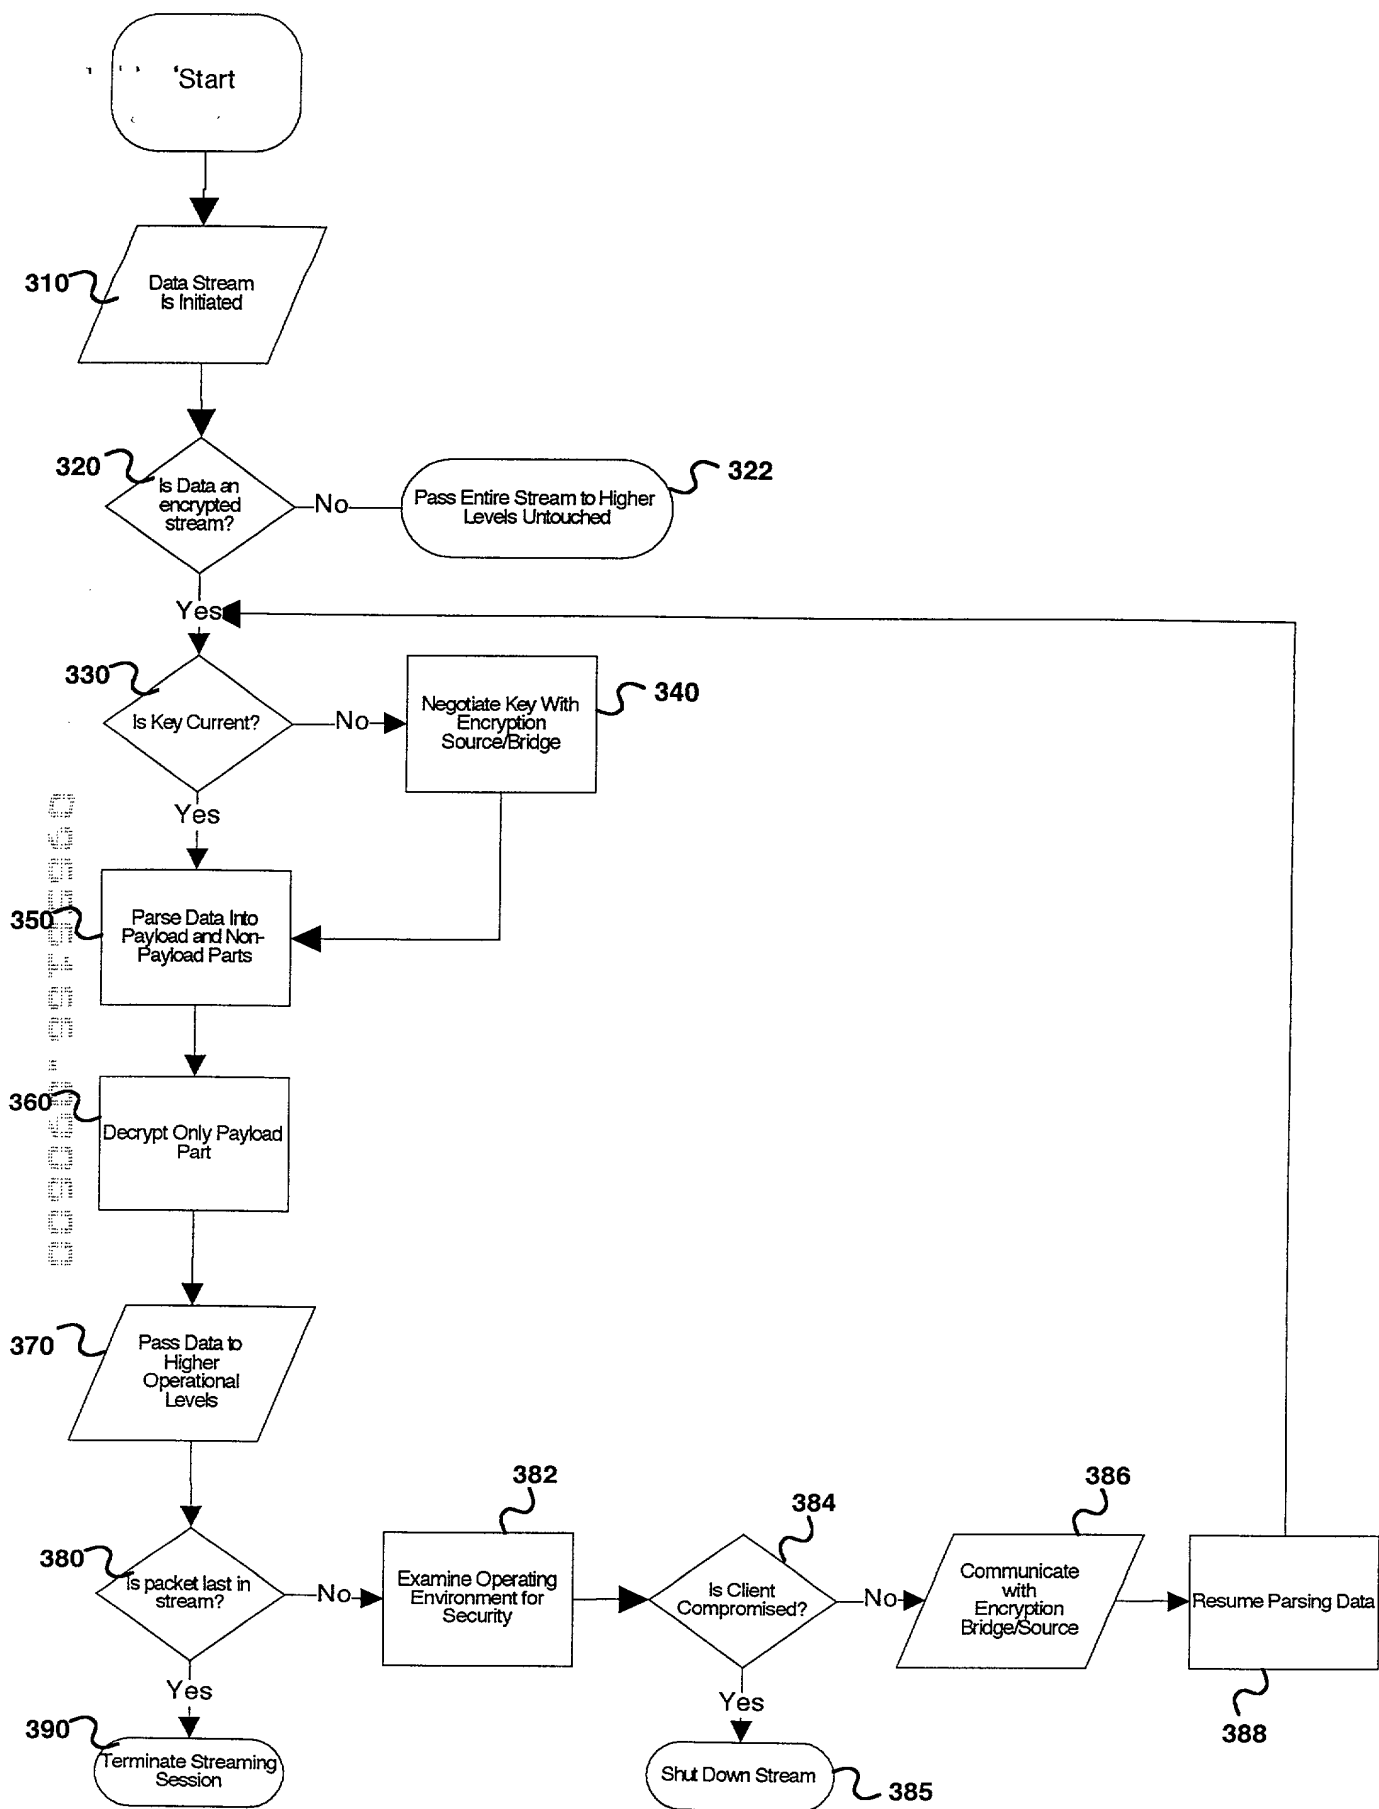 Start
310
Data Stream
Is Initiated
320
Is Data an
encrypted
stream?
No
Pass Entire Stream to Higher
Levels Untouched
322
Yes
330
Is Key Current?
No
Negotiate Key With
Encryption
Source/Bridge
340
Yes
350
Parse Data Into
Payload and Non-
Payload Parts
360
Decrypt Only Payload
Part
370
Pass Data to
Higher
Operational
Levels
380
Is packet last in
stream?
No
382
Examine Operating
Environment for
Security
384
Is Client
Compromised?
No
386
Communicate
with
Encryption
Bridge/Source
Resume Parsing Data
388
Yes
390
Terminate Streaming
Session
Yes
Shut Down Stream
385